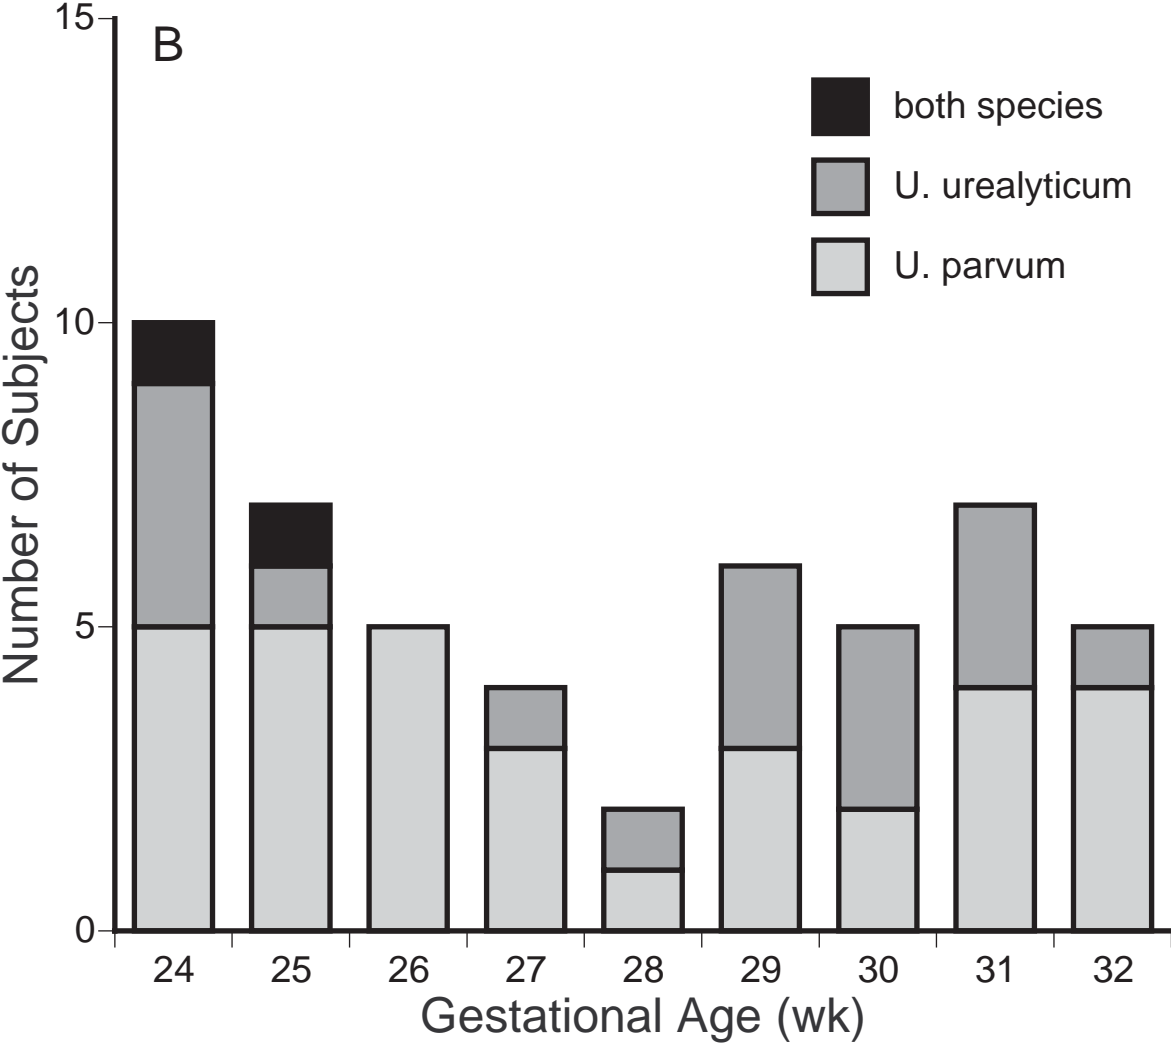 15
B
both species
U. urealyticum
U. parvum
10
5
0
Number of Subjects
24 25 26 27 28 29 30 31 32
Gestational Age (wk)